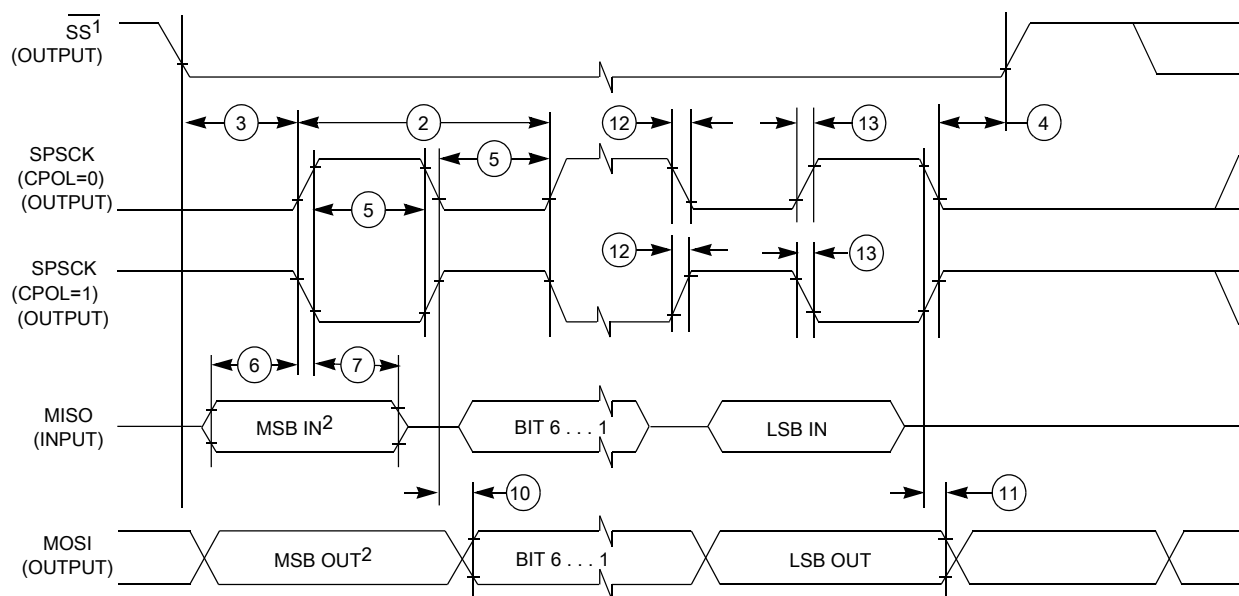 SS1
(OUTPUT)
3
2
12
13
4
SPSCK
(CPOL=0)
(OUTPUT)
5
5
SPSCK
(CPOL=1)
(OUTPUT)
12
13
6
7
MISO
(INPUT)
MSB IN2
BIT 6 . . . 1
LSB IN
10
11
MOSI
(OUTPUT)
MSB OUT2
BIT 6 . . . 1
LSB OUT